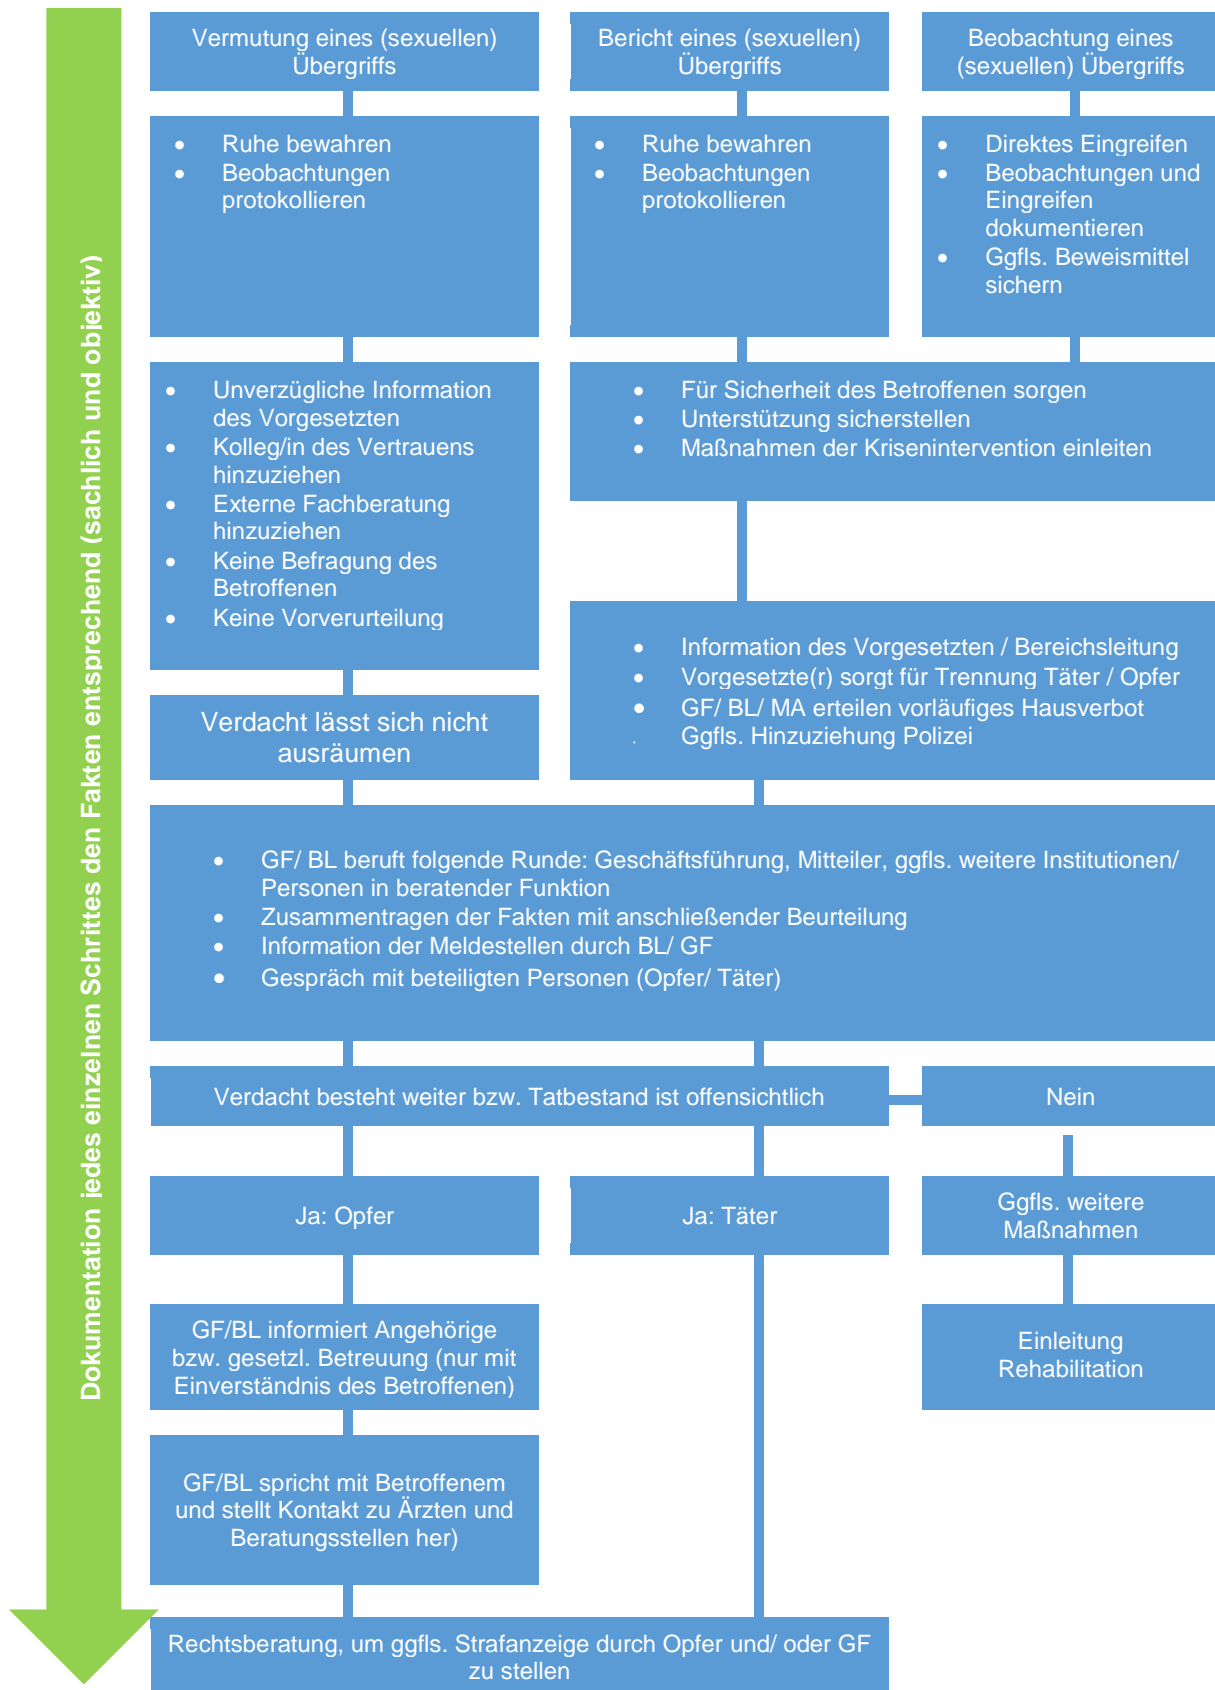 Dokumentation jedes einzelnen Schrittes den Fakten entsprechend (sachlich und objektiv)
Vermutung eines (sexuellen)
Übergriffs
Bericht eines (sexuellen)
Übergriffs
Beobachtung eines
(sexuellen) Übergriffs
• Ruhe bewahren
• Beobachtungen
protokollieren
• Ruhe bewahren
• Beobachtungen
protokollieren
• Direktes Eingreifen
• Beobachtungen und
Eingreifen
dokumentieren
• Ggfls. Beweismittel
sichern
• Unverzügliche Information
des Vorgesetzten
• Kolleg/in des Vertrauens
hinzuziehen
• Externe Fachberatung
hinzuziehen
• Keine Befragung des
Betroffenen
• Keine Vorverurteilung
• Für Sicherheit des Betroffenen sorgen
• Unterstützung sicherstellen
• Maßnahmen der Krisenintervention einleiten
• Information des Vorgesetzten / Bereichsleitung
• Vorgesetzte(r) sorgt für Trennung Täter / Opfer
• GF/ BL/ MA erteilen vorläufiges Hausverbot
. Ggfls. Hinzuziehung Polizei
Verdacht lässt sich nicht
ausräumen
• GF/ BL beruft folgende Runde: Geschäftsführung, Mitteiler, ggfls. weitere Institutionen/
Personen in beratender Funktion
• Zusammentragen der Fakten mit anschließender Beurteilung
• Information der Meldestellen durch BL/ GF
• Gespräch mit beteiligten Personen (Opfer/ Täter)
Verdacht besteht weiter bzw. Tatbestand ist offensichtlich
Nein
Ja: Opfer
Ja: Täter
Ggfls. weitere
Maßnahmen
GF/BL informiert Angehörige
bzw. gesetzl. Betreuung (nur mit
Einverständnis des Betroffenen)
Einleitung
Rehabilitation
GF/BL spricht mit Betroffenem
und stellt Kontakt zu Ärzten und
Beratungsstellen her)
Rechtsberatung, um ggfls. Strafanzeige durch Opfer und/ oder GF
zu stellen